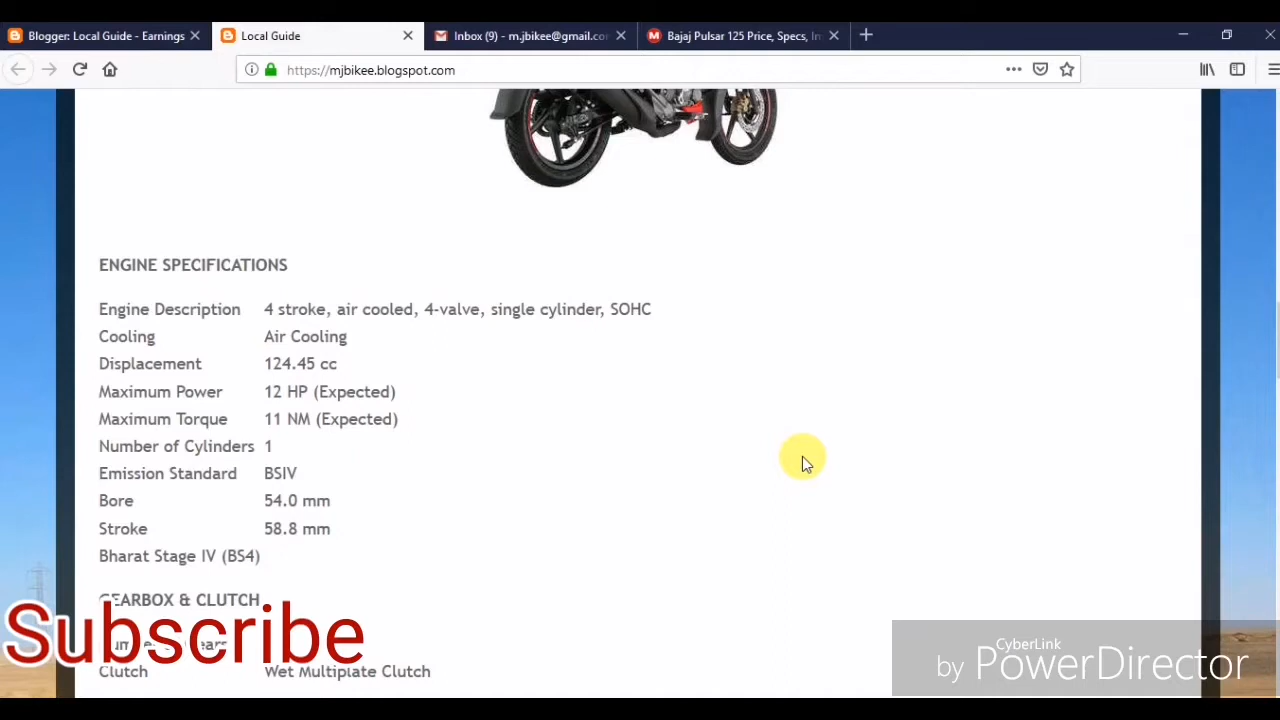 Blogger: Local Guide - Earnings
Local Guide
Inbox (9) - m.jbikee@gmail.co
Bajaj Pulsar 125 Price, Specs, I
https://mjbikee.blogspot.com
ENGINE SPECIFICATIONS
Engine Description 4 stroke, air cooled, 4-valve, single cylinder, SOHC
Cooling Air Cooling
Displacement 124.45 cc
Maximum Power 12 HP (Expected)
Maximum Torque 11 NM (Expected)
Number of Cylinders 1
Emission Standard BSIV
Bore 54.0 mm
Stroke 58.8 mm
Bharat Stage IV (BS4)
GEARBOX & CLUTCH
Subscribe
Clutch Wet Multiplate Clutch
CyberLink
by PowerDirector